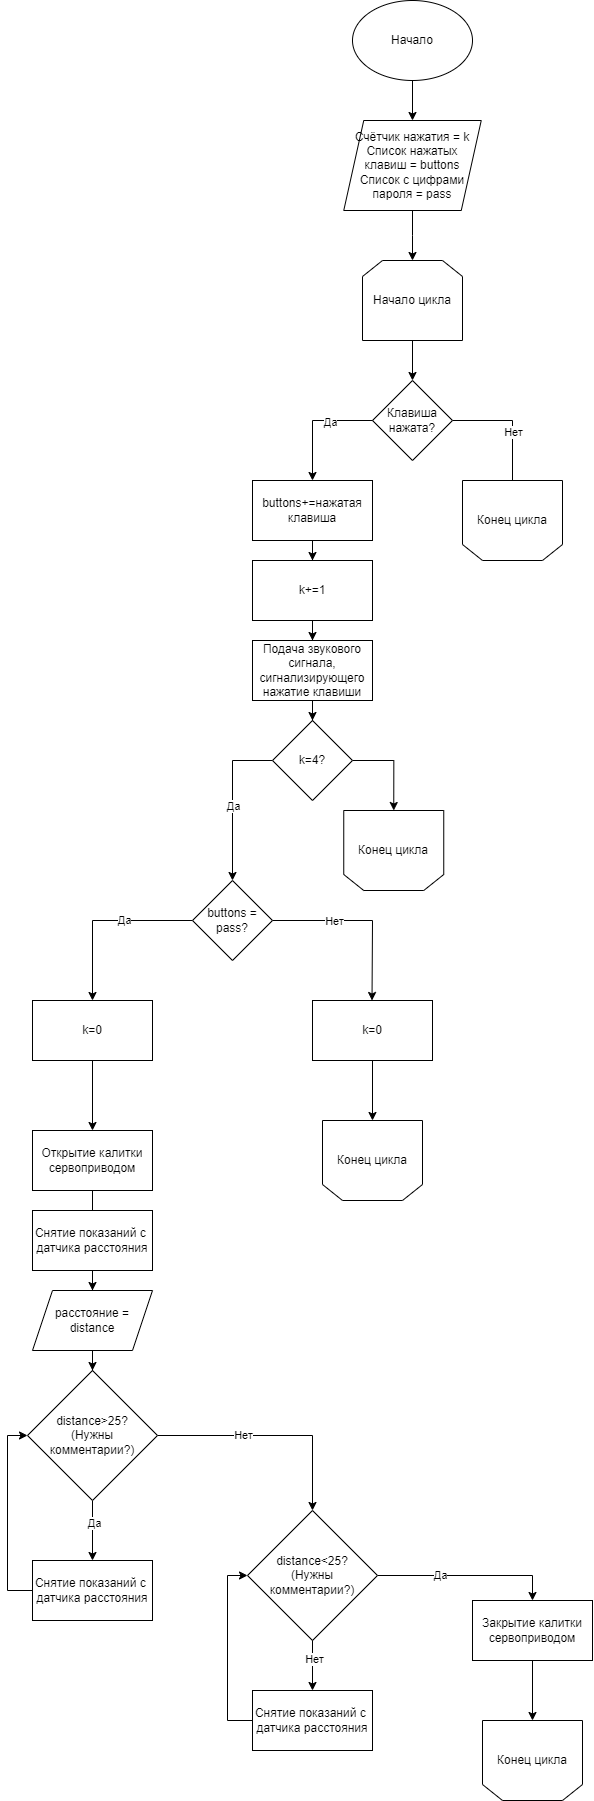 Начало
Счётчик нажатия = k
Список нажатых
клавиш = buttons
Список с цифрами
пароля = pass
Начало цикла
Клавиша
нажата?
Да
Нет
buttons+=нажатая
клавиша
Конец цикла
k+=1
Подача звукового
сигнала,
сигнализирующего
нажатие клавиши
k=4?
Да
Конец цикла
buttons =
pass?
Да
Нет
k=0
k=0
Открытие калитки
сервоприводом
Конец цикла
Снятие показаний с
датчика расстояния
расстояние =
distance
distance>25?
(Нужны
комментарии?)
Нет
Да
Снятие показаний с
датчика расстояния
distance<25?
(Нужны
комментарии?)
Да
Нет
Закрытие калитки
сервоприводом
Снятие показаний с
датчика расстояния
Конец цикла